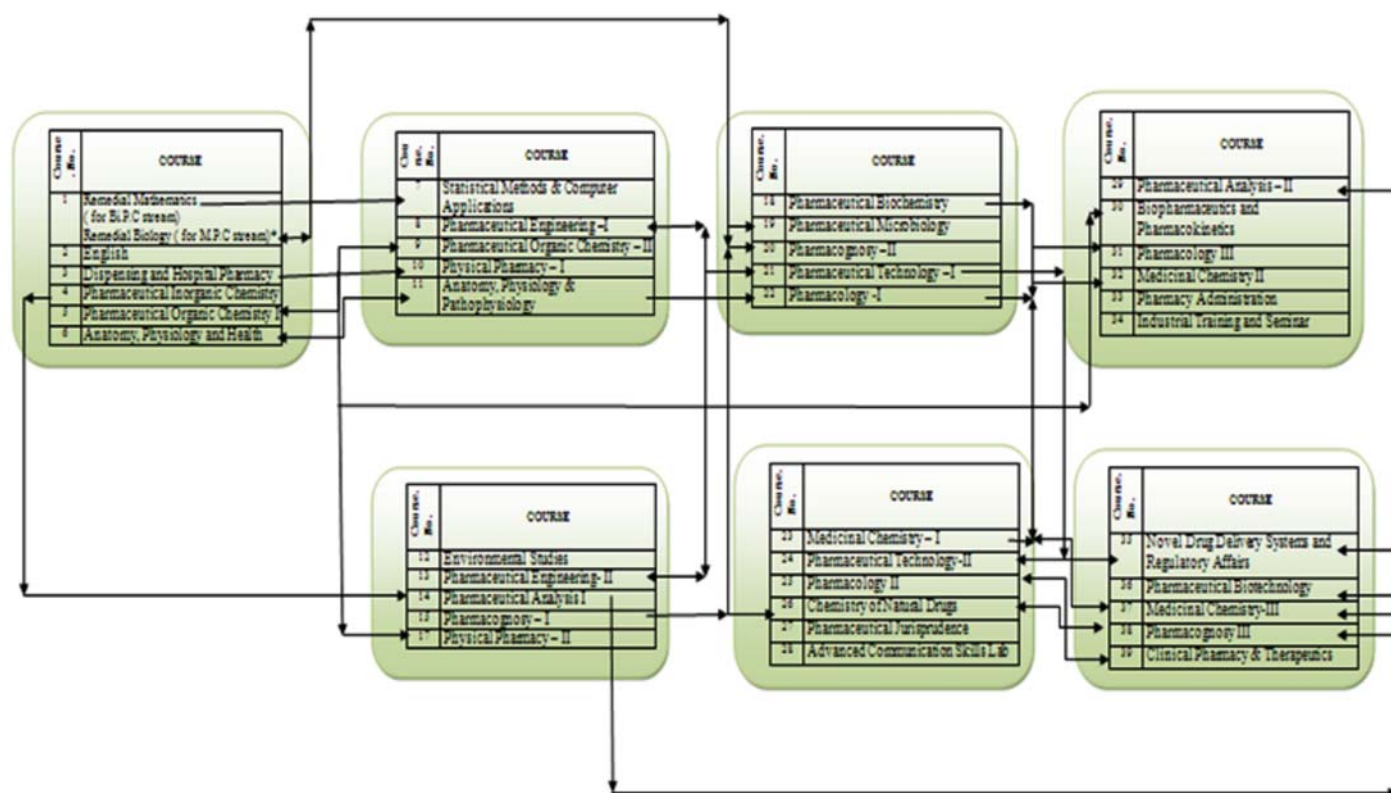 Course No. COURSE
1 Remedial Mathematics
( for Bi.P.C stream)
Remedial Biology ( for M.P.C stream)*
2 English
3 Dispensing and Hospital Pharmacy
4 Pharmaceutical Inorganic Chemistry
5 Pharmaceutical Organic Chemistry I
6 Anatomy, Physiology and Health
Course. No. COURSE
7 Statistical Methods & Computer
Applications
8 Pharmaceutical Engineering –I
9 Pharmaceutical Organic Chemistry – II
10 Physical Pharmacy – I
11 Anatomy, Physiology &
Pathophysiology
Course. No. COURSE
18 Pharmaceutical Biochemistry
19 Pharmaceutical Microbiology
20 Pharmacognosy – II
21 Pharmaceutical Technology – I
22 Pharmacology -I
Course. No. COURSE
29 Pharmaceutical Analysis – II
30 Biopharmaceutics and
Pharmacokinetics
31 Pharmacology III
32 Medicinal Chemistry II
33 Pharmacy Administration
34 Industrial Training and Seminar
Course. No. COURSE
12 Environmental Studies
13 Pharmaceutical Engineering- II
14 Pharmaceutical Analysis I
15 Pharmacognosy – I
17 Physical Pharmacy – II
Course. No. COURSE
23 Medicinal Chemistry – I
24 Pharmaceutical Technology-II
25 Pharmacology II
26 Chemistry of Natural Drugs
27 Pharmaceutical Jurisprudence
28 Advanced Communication Skills Lab
Course. No. COURSE
35 Novel Drug Delivery Systems and
Regulatory Affairs
36 Pharmaceutical Biotechnology
37 Medicinal Chemistry-III
38 Pharmacognosy III
39 Clinical Pharmacy & Therapeutics